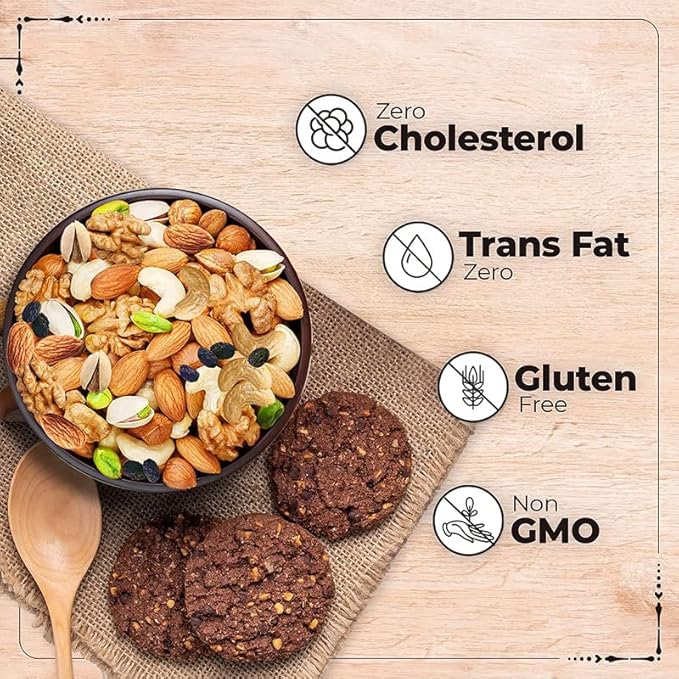 Zero
Cholesterol
Trans Fat
Zero
Gluten
Free
Non
GMO